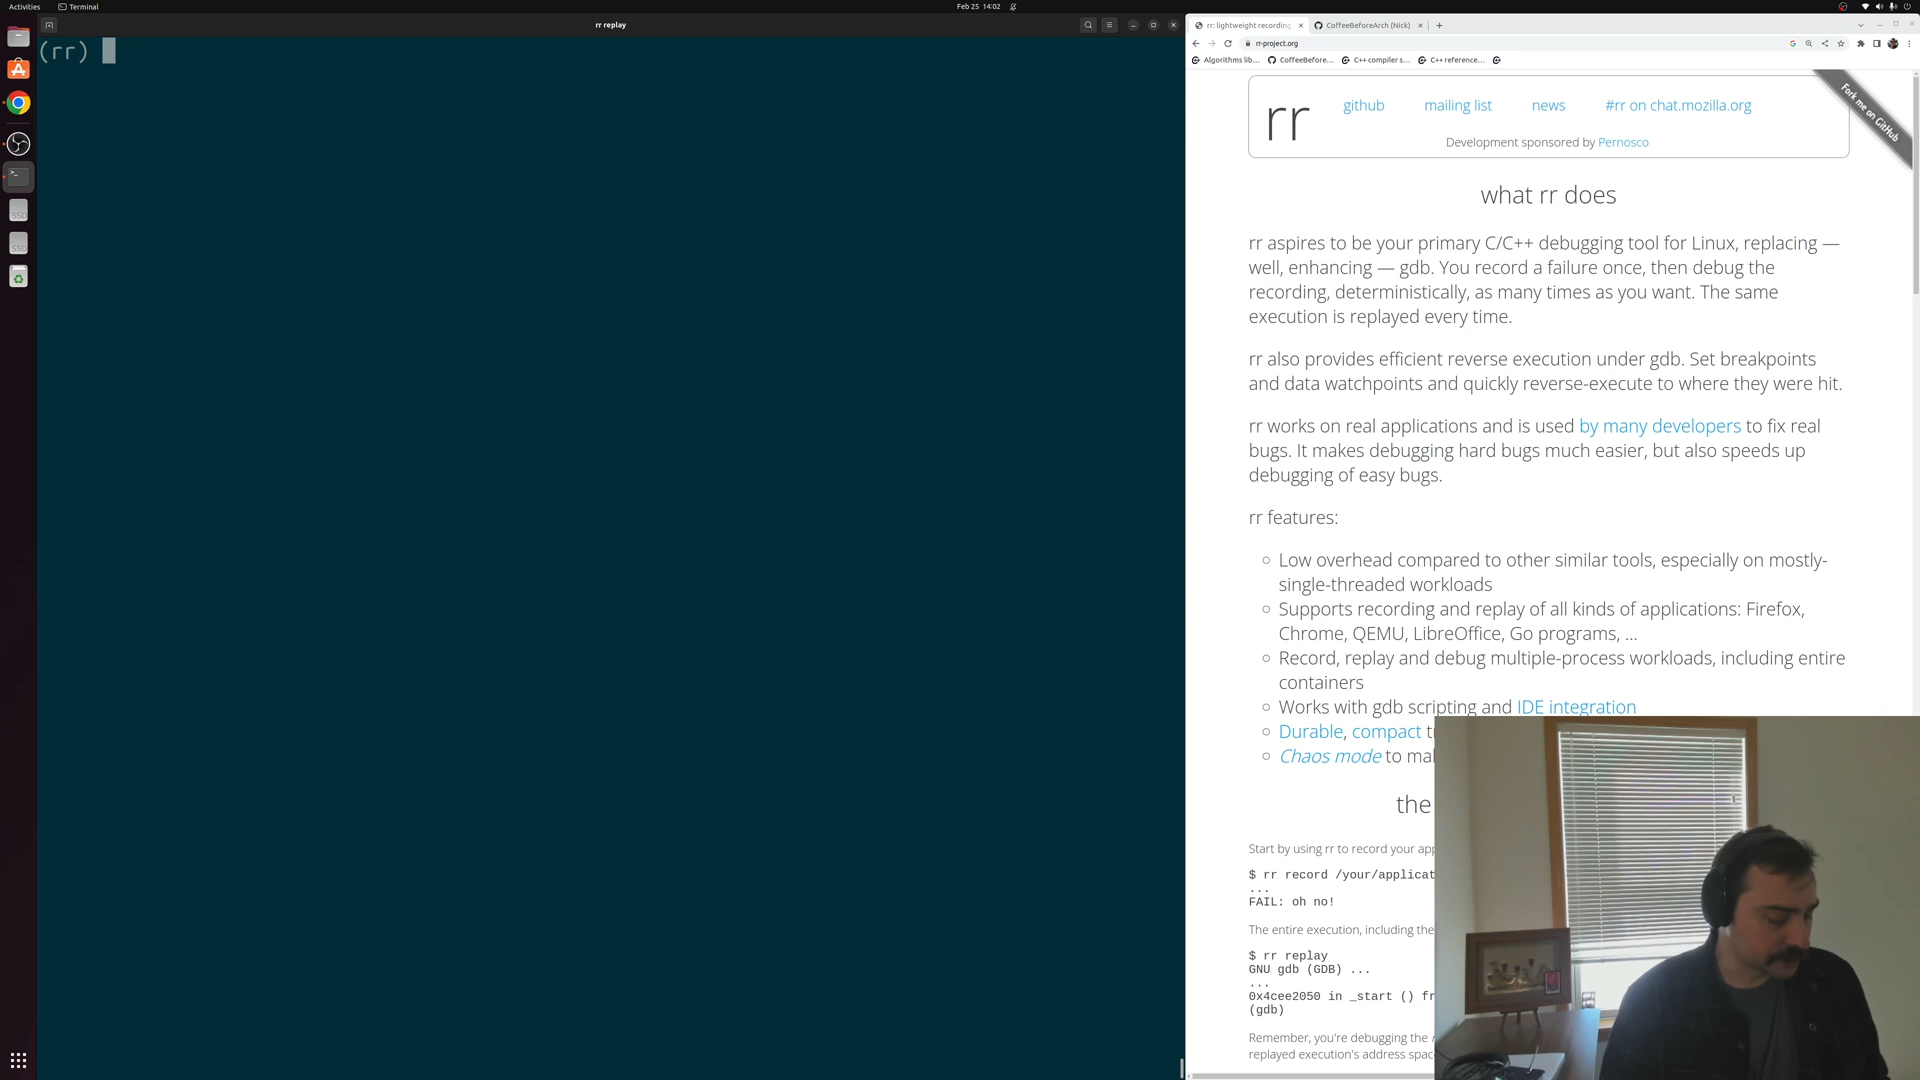 Activities
Terminal
Feb 25 14:02
rr replay
(rr)
rr: lightweight recording
CoffeeBeforeArch (Nick)
rr-project.org
Algorithms lib...
CoffeeBefore...
C++ compiler s...
C++ reference...
rr
github
mailing list
news
#rr on chat.mozilla.org
Development sponsored by Pernosco
Fork me on GitHub
what rr does
rr aspires to be your primary C/C++ debugging tool for Linux, replacing —
well, enhancing — gdb. You record a failure once, then debug the
recording, deterministically, as many times as you want. The same
execution is replayed every time.
rr also provides efficient reverse execution under gdb. Set breakpoints
and data watchpoints and quickly reverse-execute to where they were hit.
rr works on real applications and is used by many developers to fix real
bugs. It makes debugging hard bugs much easier, but also speeds up
debugging of easy bugs.
rr features:
Low overhead compared to other similar tools, especially on mostly-
single-threaded workloads
Supports recording and replay of all kinds of applications: Firefox,
Chrome, QEMU, LibreOffice, Go programs, ...
Record, replay and debug multiple-process workloads, including entire
containers
Works with gdb scripting and IDE integration
Durable, compact
Chaos mode to
the
Start by using rr to record your
$ rr record /your/applicat
...
FAIL: oh no!
The entire execution, including the
$ rr replay
GNU gdb (GDB) ...
...
0x4cee2050 in _start () fr
(gdb)
Remember, you're debugging the
replayed execution's address
SSD
SSD